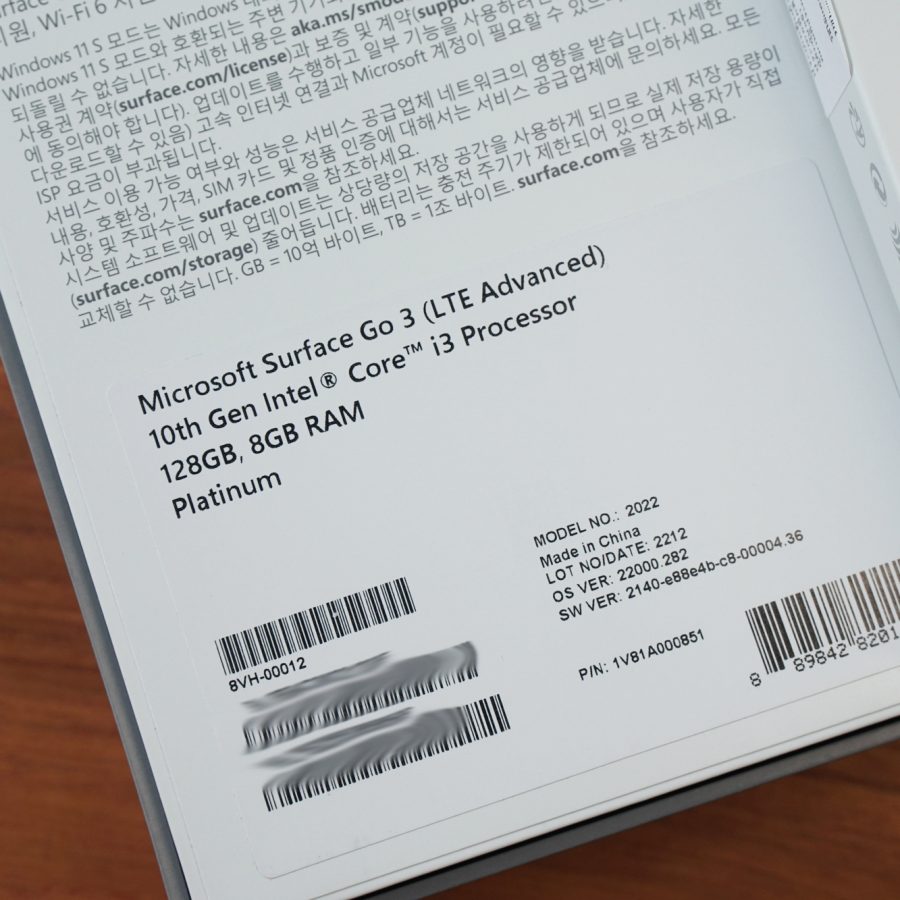 원, Wi-Fi 6
Windows 11 S 모드는 Windows
Windows 11 S 모드와 호환되는 주변
되돌릴 수 없습니다. 자세한 내용은 aka.ms/smod
사용권 계약(surface.com/license)과 보증 및 계약(suppor
에 동의해야 합니다). 업데이트를 수행하고 일부 기능을 사용하려면
다운로드할 수 있음) 고속 인터넷 연결과 Microsoft 계정이 필요할 수 있
ISP 요금이 부과됩니다.
서비스 이용 가능 여부와 성능은 서비스 공급업체 네트워크의 영향을 받습니다. 자세한
내용, 호환성, 가격, SIM 카드 및 정품 인증에 대해서는 서비스 공급업체에 문의하세요. 모든
사양 및 주파수는 surface.com을 참조하세요.
시스템 소프트웨어 및 업데이트는 상당량의 저장 공간을 사용하게 되므로 실제 저장 용량이
(surface.com/storage) 줄어듭니다. 배터리는 충전 주기가 제한되어 있으며 사용자가 직접
교체할 수 없습니다. GB = 10억 바이트, TB = 1조 바이트. surface.com을 참조하세요.
Microsoft Surface Go 3 (LTE Advanced)
10th Gen Intel® Core™ i3 Processor
128GB, 8GB RAM
Platinum
MODEL NO.: 2022
Made in China
LOT NO/DATE: 2212
OS VER: 22000.282
SW VER: 2140-e88e4b-c8-00004.36
8VH-00012
P/N: 1V81A000851
8 89842 8201